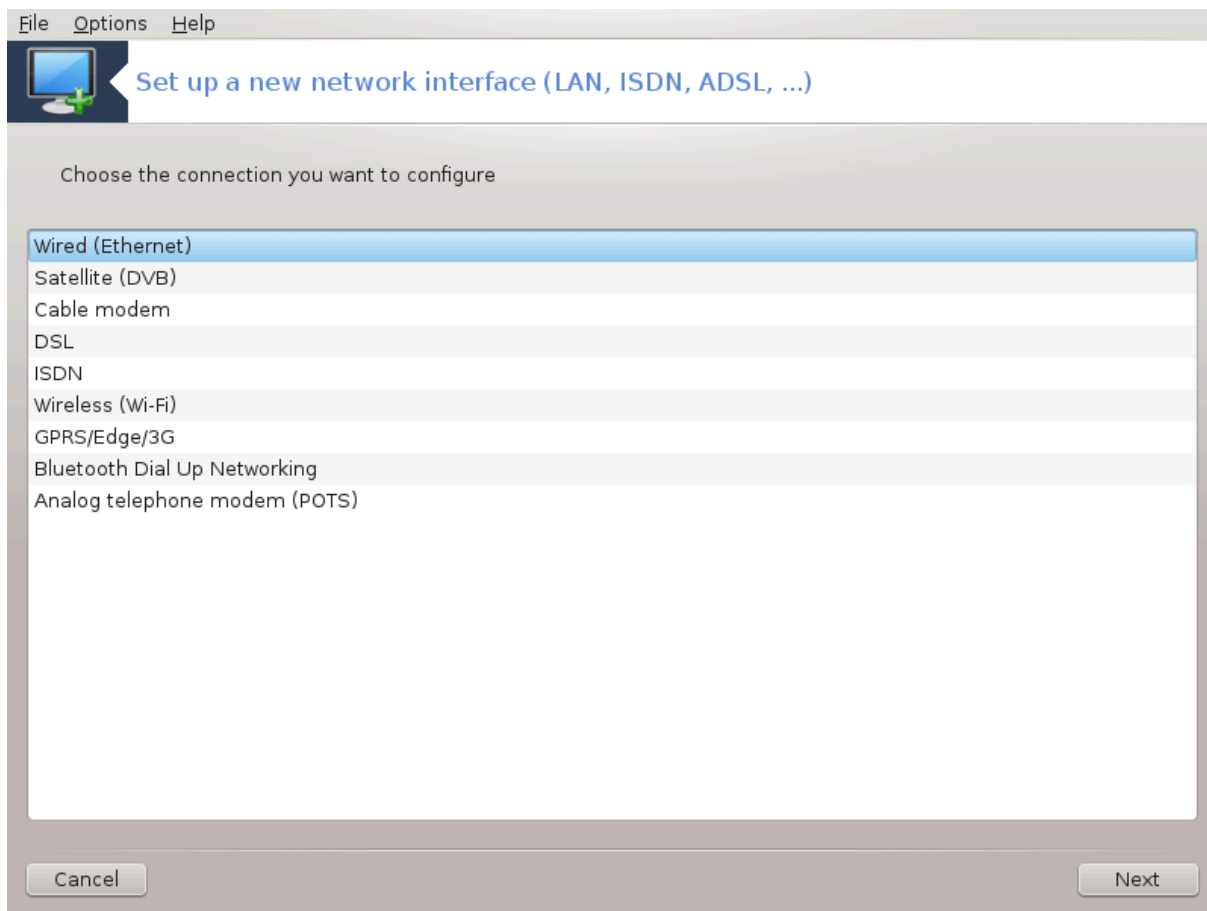 File Options Help
Set up a new network interface (LAN, ISDN, ADSL, ...)
Choose the connection you want to configure
Wired (Ethernet)
Satellite (DVB)
Cable modem
DSL
ISDN
Wireless (Wi-Fi)
GPRS/Edge/3G
Bluetooth Dial Up Networking
Analog telephone modem (POTS)
Cancel Next